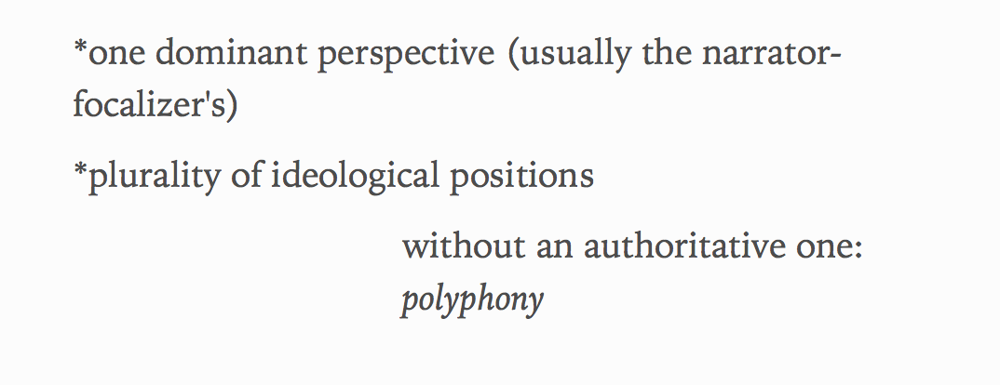 *one dominant perspective (usually the narrator-
focalizer's)
*plurality of ideological positions
without an authoritative one:
polyphony